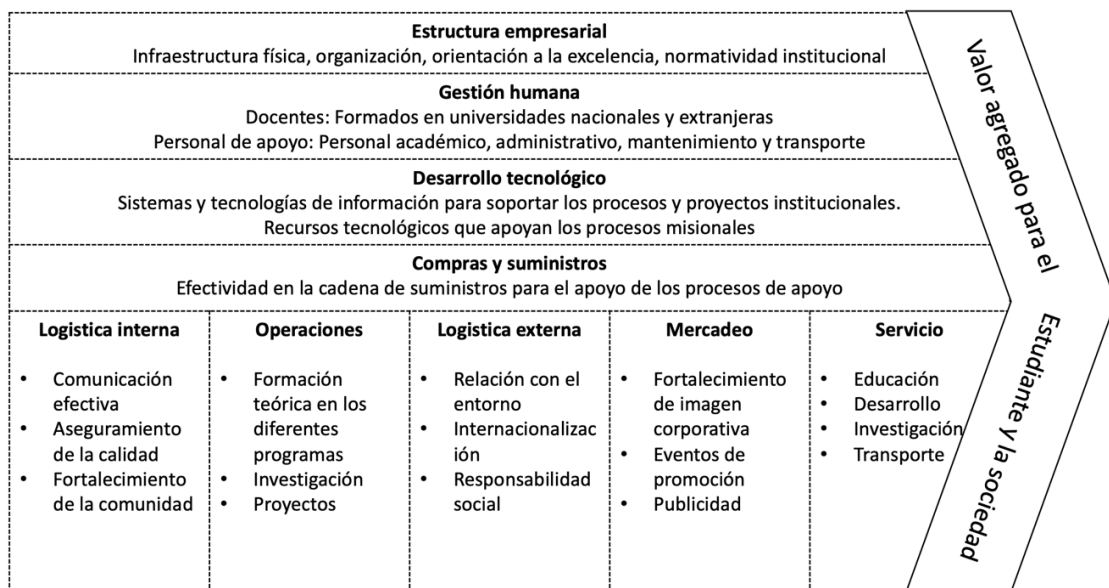 Estructura empresarial
Infraestructura física, organización, orientación a la excelencia, normatividad institucional
Gestión humana
Docentes: Formados en universidades nacionales y extranjeras
Personal de apoyo: Personal académico, administrativo, mantenimiento y transporte
Desarrollo tecnológico
Sistemas y tecnologías de información para soportar los procesos y proyectos institucionales.
Recursos tecnológicos que apoyan los procesos misionales
Compras y suministros
Efectividad en la cadena de suministros para el apoyo de los procesos de apoyo
Logistica interna
• Comunicación
efectiva
• Aseguramiento
de la calidad
• Fortalecimiento
de la comunidad
Operaciones
• Formación
teórica en los
diferentes
programas
• Investigación
• Proyectos
Logistica externa
• Relación con el
entorno
• Internacionalizac
ión
• Responsabilidad
social
Mercadeo
• Fortalecimiento
de imagen
corporativa
• Eventos de
promoción
• Publicidad
Servicio
• Educación
• Desarrollo
• Investigación
• Transporte
Valor agregado para el
Estudiante y la sociedad